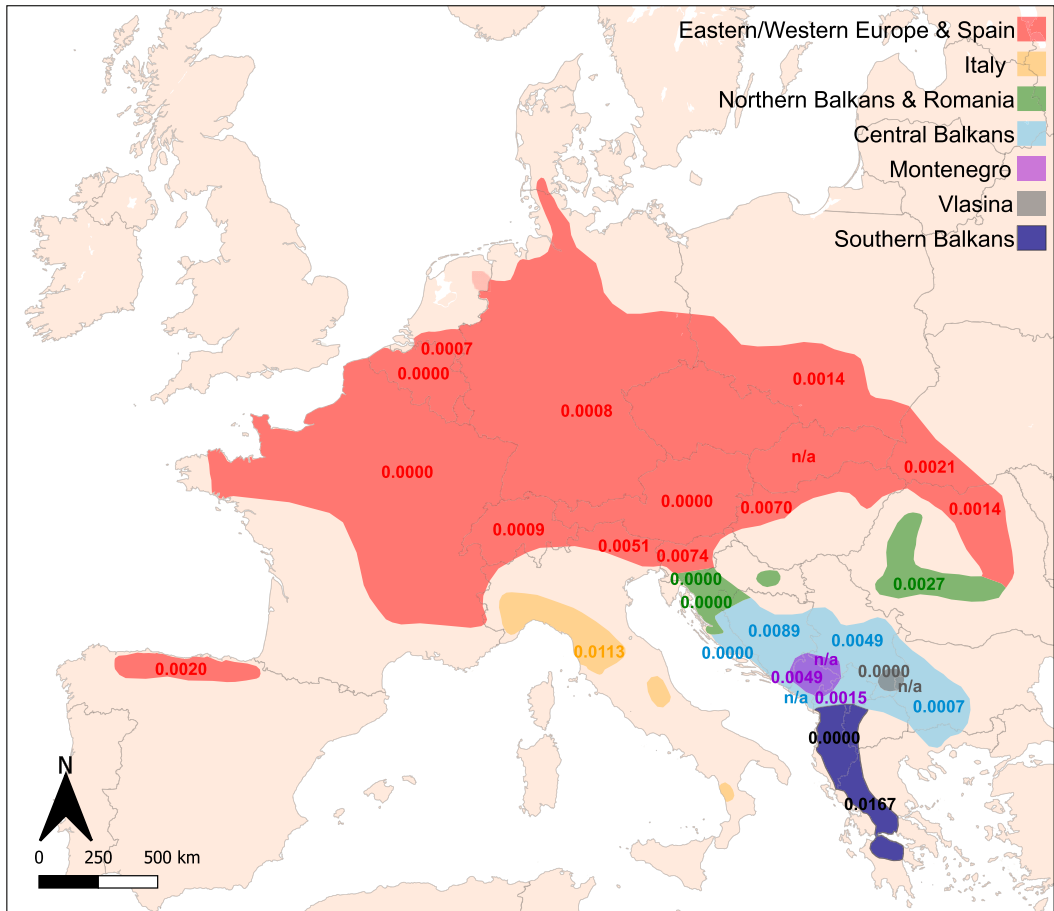 Eastern/Western Europe & Spain
Italy
Northern Balkans & Romania
Central Balkans
Montenegro
Vlasina
Southern Balkans
0.0007
0.0000
0.0014
0.0008
n/a
0.0000
0.0021
0.0000
0.0070
0.0014
0.0009
0.0051
0.0074
0.0000
0.0027
0.0000
0.0089
0.0049
0.0113
0.0000
n/a
0.0020
0.0000
0.0049
n/a
n/a
0.0015
0.0007
0.0000
0.0167
N
0 250 500 km